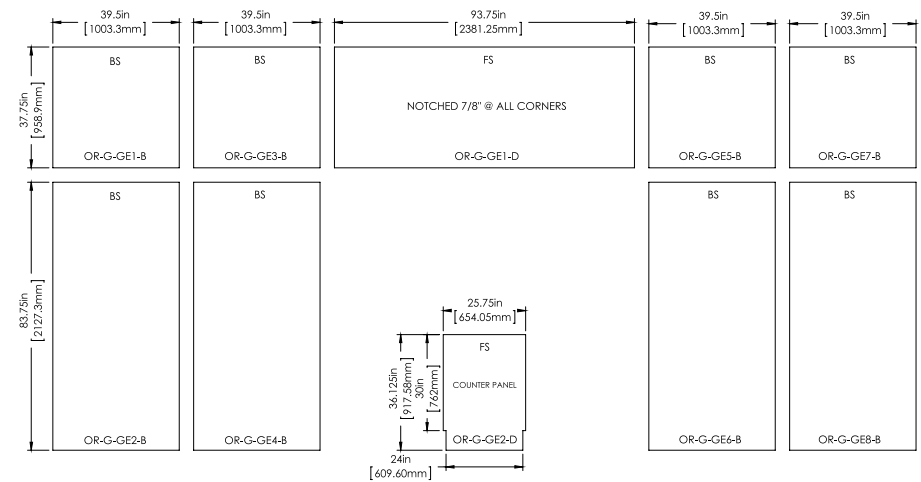 39.5in
[1003.3mm]
39.5in
[1003.3mm]
93.75in
[2381.25mm]
39.5in
[1003.3mm]
39.5in
[1003.3mm]
37.75in
[958.9mm]
BS
BS
FS
BS
BS
NOTCHED 7/8" @ ALL CORNERS
OR-G-GE1-B
OR-G-GE3-B
OR-G-GE1-D
OR-G-GE5-B
OR-G-GE7-B
BS
BS
BS
BS
83.75in
[2127.3mm]
25.75in
[654.05mm]
FS
36.125in
[917.58mm]
30in
[762mm]
COUNTER PANEL
OR-G-GE2-B
OR-G-GE4-B
OR-G-GE2-D
OR-G-GE6-B
OR-G-GE8-B
24in
[609.60mm]